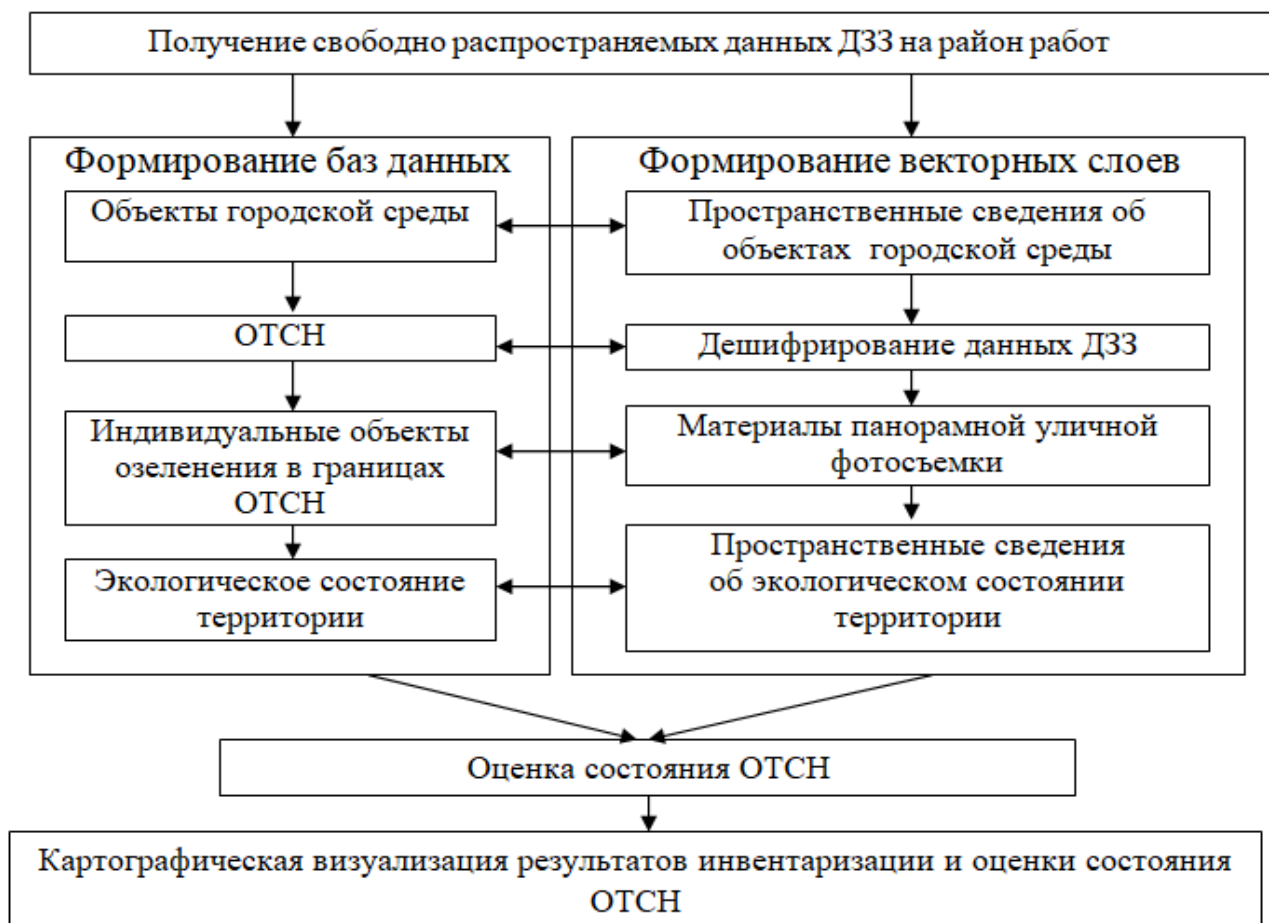 Получение свободно распространяемых данных ДЗЗ на район работ
Формирование баз данных
Объекты городской среды
ОТСН
Индивидуальные объекты
озеленения в границах
ОТСН
Экологическое состояние
территории
Формирование векторных слоев
Пространственные сведения об
объектах городской среды
Дешифрирование данных ДЗЗ
Материалы панорамной уличной
фотосъемки
Пространственные сведения
об экологическом состоянии
территории
Оценка состояния ОТСН
Картографическая визуализация результатов инвентаризации и оценки состояния
ОТСН